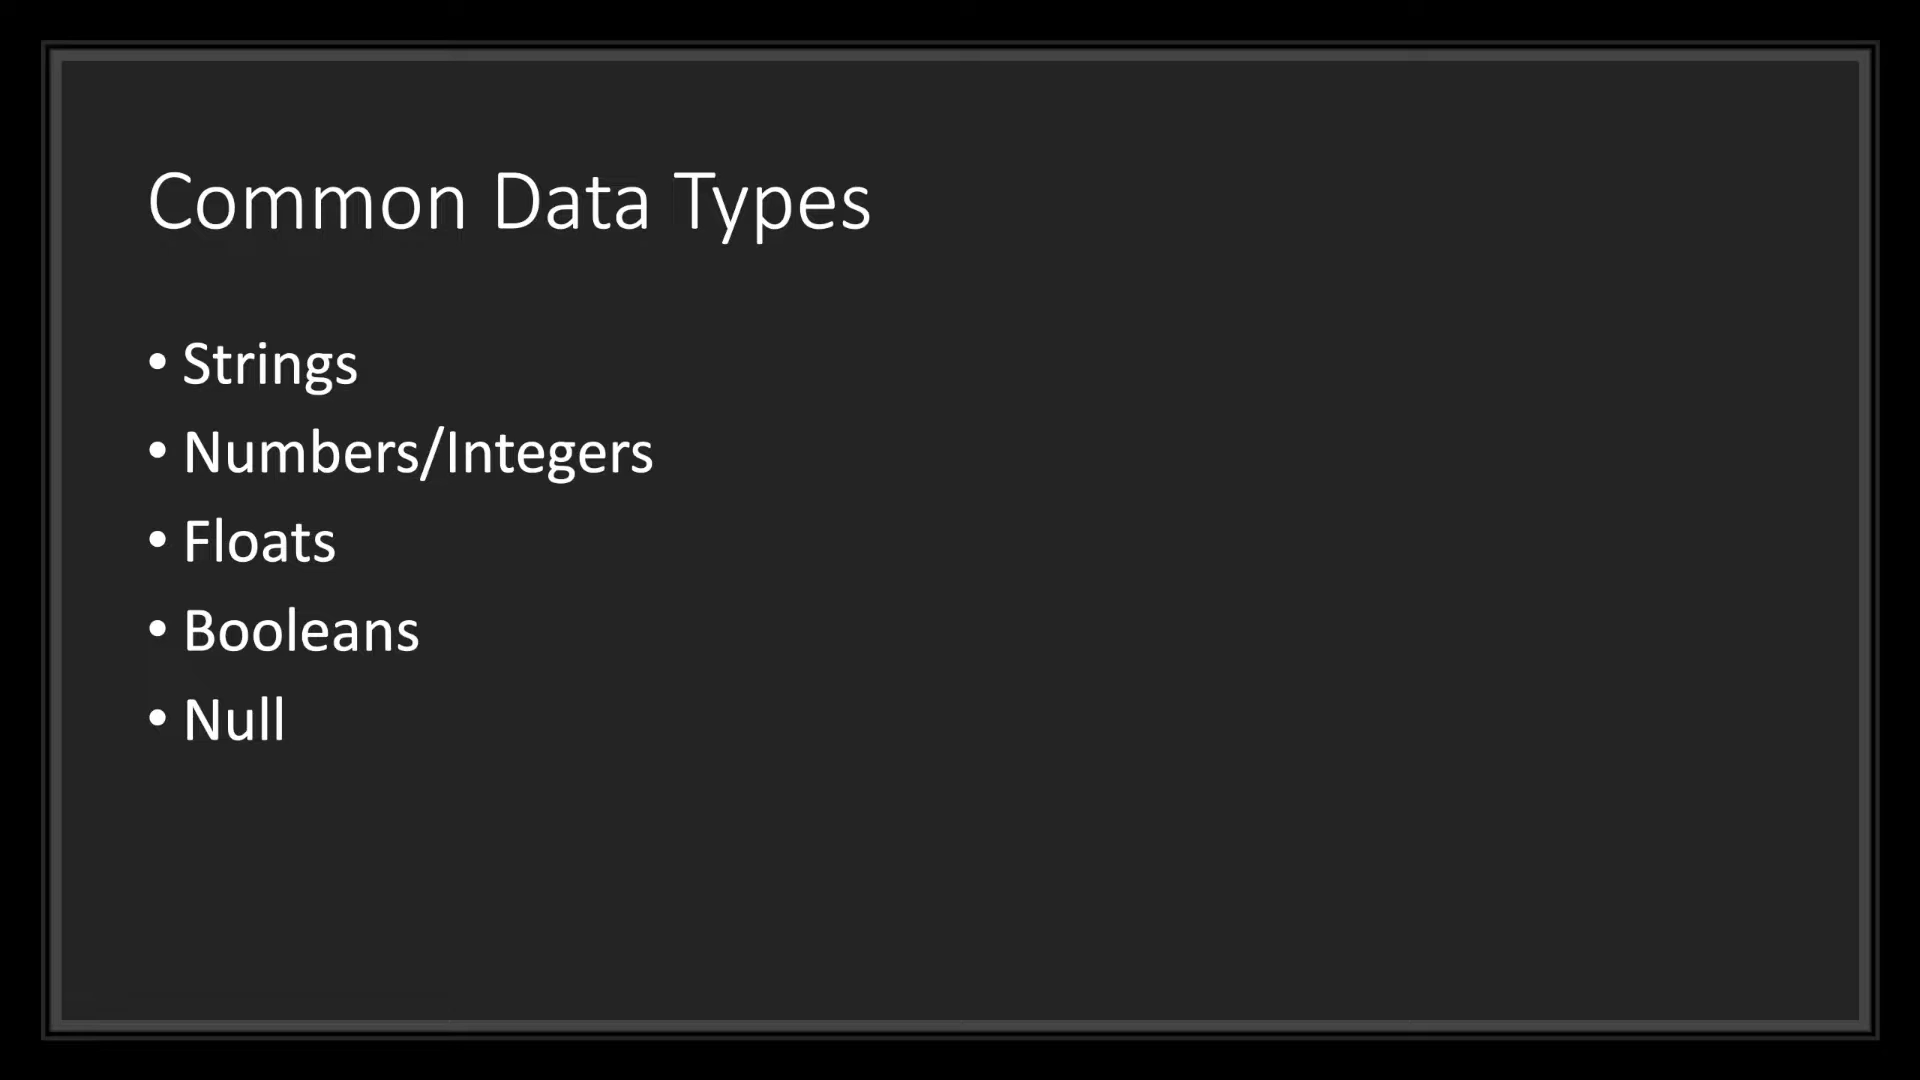 Common Data Types
• Strings
• Numbers/Integers
• Floats
• Booleans
• Null